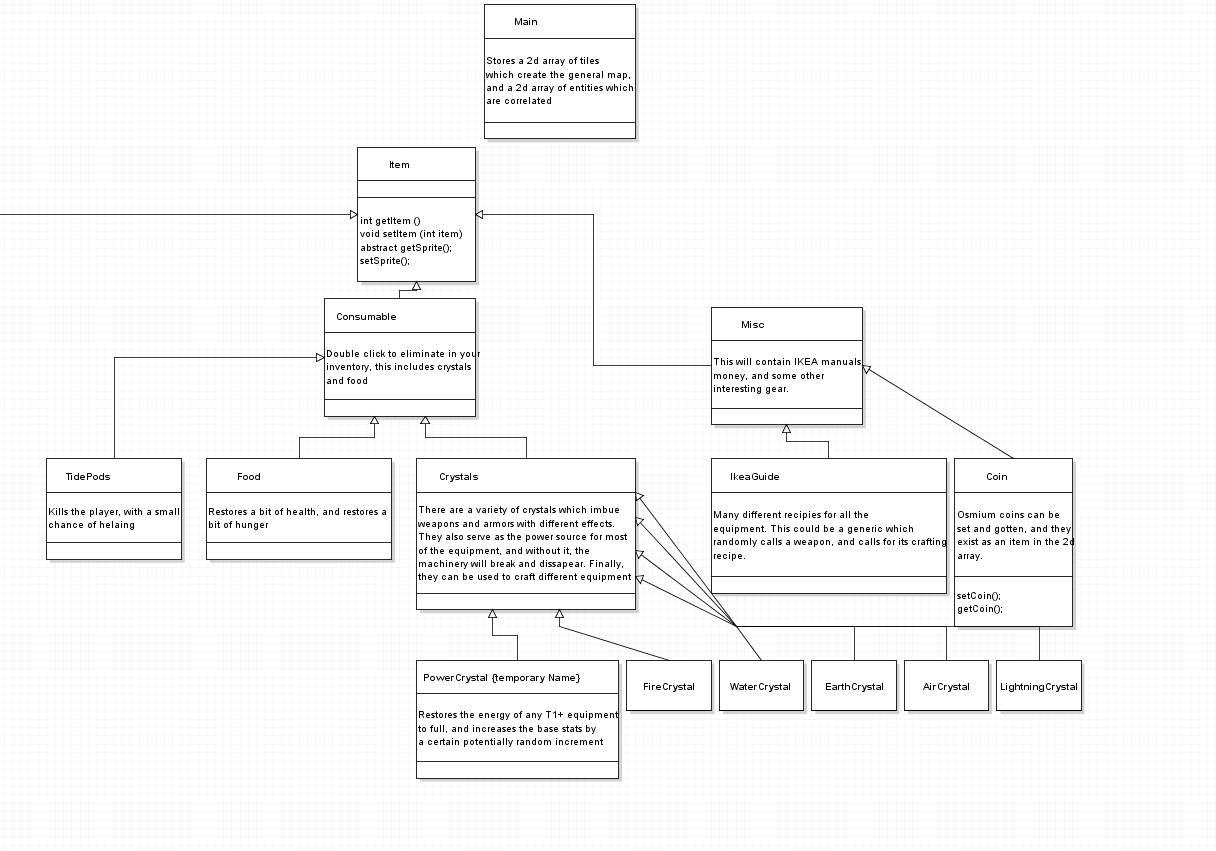 Main
Stores a 2d array of tiles
which create the general map,
and a 2d array of entities which
are correlated
Item
int getItem ()
void setItem (int item)
abstract getSprite();
setSprite();
Consumable
Double click to eliminate in your
inventory, this includes crystals
and food
Misc
This will contain IKEA manuals
money, and some other
interesting gear.
TidePods
Kills the player, with a small
chance of helaing
Food
Restores a bit of health, and restores a
bit of hunger
Crystals
There are a variety of crystals which imbue
weapons and armors with different effects.
They also serve as the power source for most
of the equipment, and without it, the
machinery will break and dissapear. Finally,
they can be used to craft different equipment
IkeaGuide
Many different recipies for all the
equipment. This could be a generic which
randomly calls a weapon, and calls for its crafting
recipe.
Coin
Osmium coins can be
set and gotten, and they
exist as an item in the 2d
array.
setCoin();
getCoin();
PowerCrystal {temporary Name}
Restores the energy of any T1+ equipment
to full, and increases the base stats by
a certain potentially random increment
FireCrystal
WaterCrystal
EarthCrystal
AirCrystal
LightningCrystal